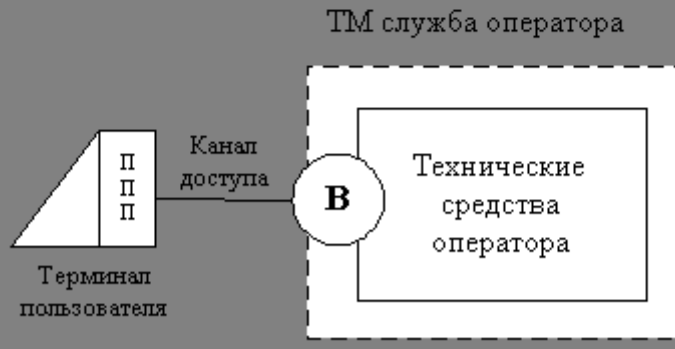 ТМ служба оператора
П
П
П
Канал
доступа
В
Технические
средства
оператора
Терминал
пользователя